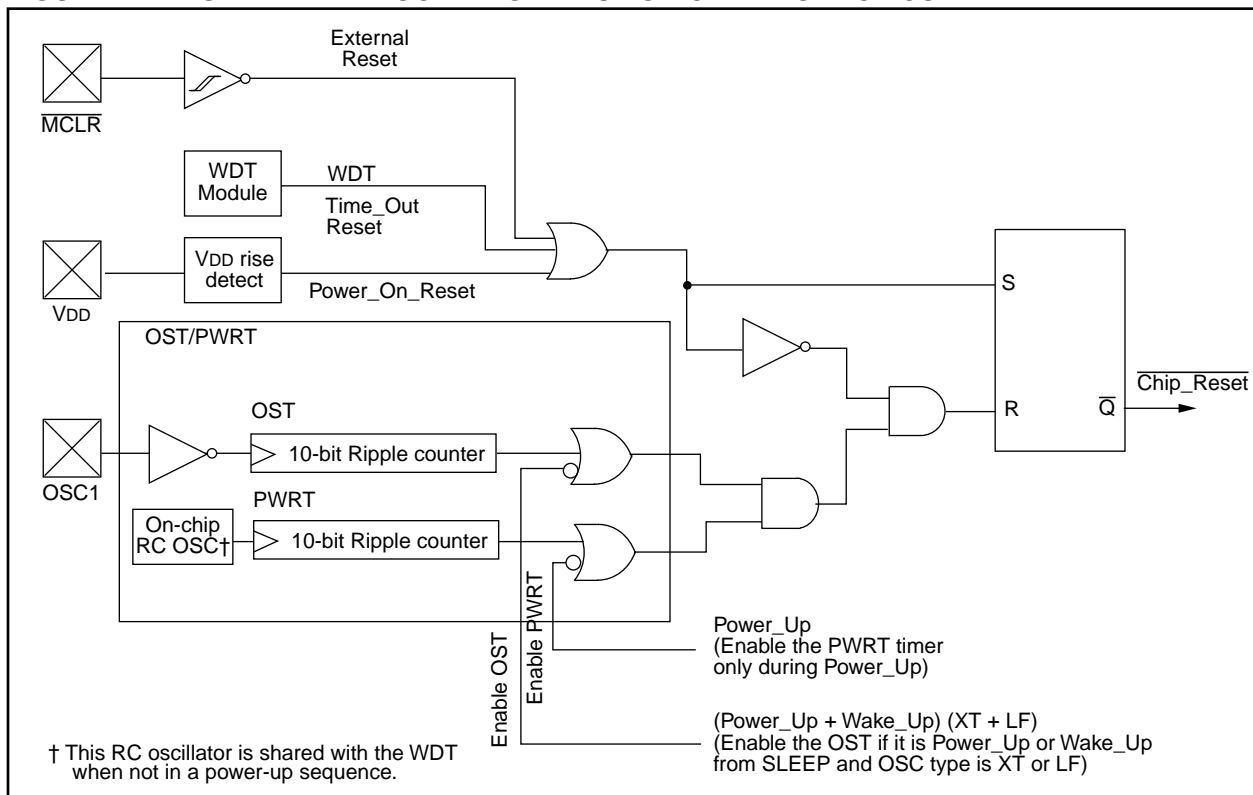 External
Reset
MCLR
WDT
Module
WDT
Time_Out
Reset
VDD rise
detect
Power_On_Reset
VDD
OST/PWRT
S
R
Q
Chip_Reset
OST
10-bit Ripple counter
OSC1
PWRT
On-chip
RC OSC†
10-bit Ripple counter
Enable OST
Enable PWRT
Power_Up
(Enable the PWRT timer
only during Power_Up)
(Power_Up + Wake_Up) (XT + LF)
(Enable the OST if it is Power_Up or Wake_Up
from SLEEP and OSC type is XT or LF)
† This RC oscillator is shared with the WDT
when not in a power-up sequence.